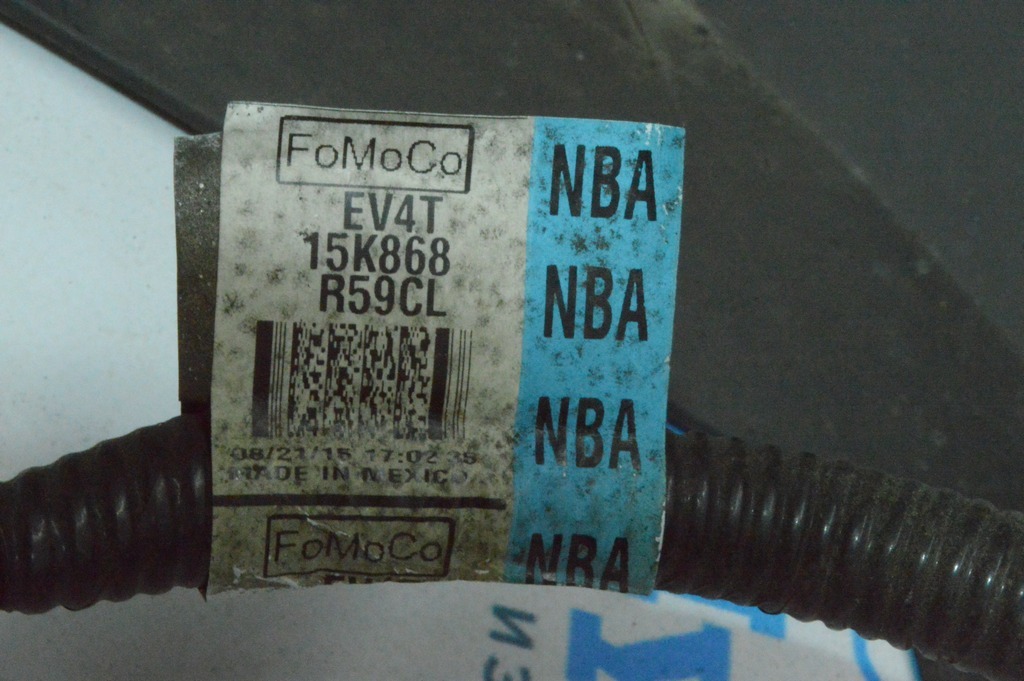 FoMoCo
EV4T
15K868
R59CL
MADE IN MEXICO
FoMoCo
NBA
NBA
NBA
NBA